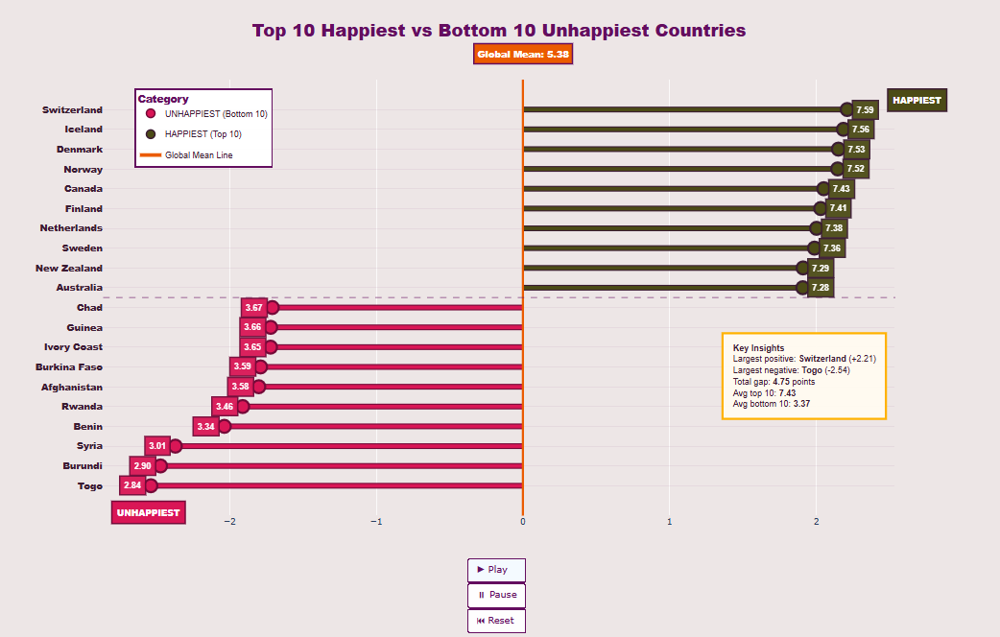 Top 10 Happiest vs Bottom 10 Unhappiest Countries
Global Mean: 5.38
Category
UNHAPPIEST (Bottom 10)
HAPPIEST (Top 10)
Global Mean Line
HAPPIEST
Switzerland 7.59
Iceland 7.56
Denmark 7.53
Norway 7.52
Canada 7.43
Finland 7.41
Netherlands 7.38
Sweden 7.36
New Zealand 7.29
Australia 7.28
Chad 3.67
Guinea 3.66
Ivory Coast 3.65
Burkina Faso 3.59
Afghanistan 3.58
Rwanda 3.46
Benin 3.34
Syria 3.01
Burundi 2.90
Togo 2.84
Key Insights
Largest positive: Switzerland (+2.21)
Largest negative: Togo (-2.54)
Total gap: 4.75 points
Avg top 10: 7.43
Avg bottom 10: 3.37
UNHAPPIEST
−2 −1 0 1 2
▶ Play
⏸ Pause
⏮ Reset